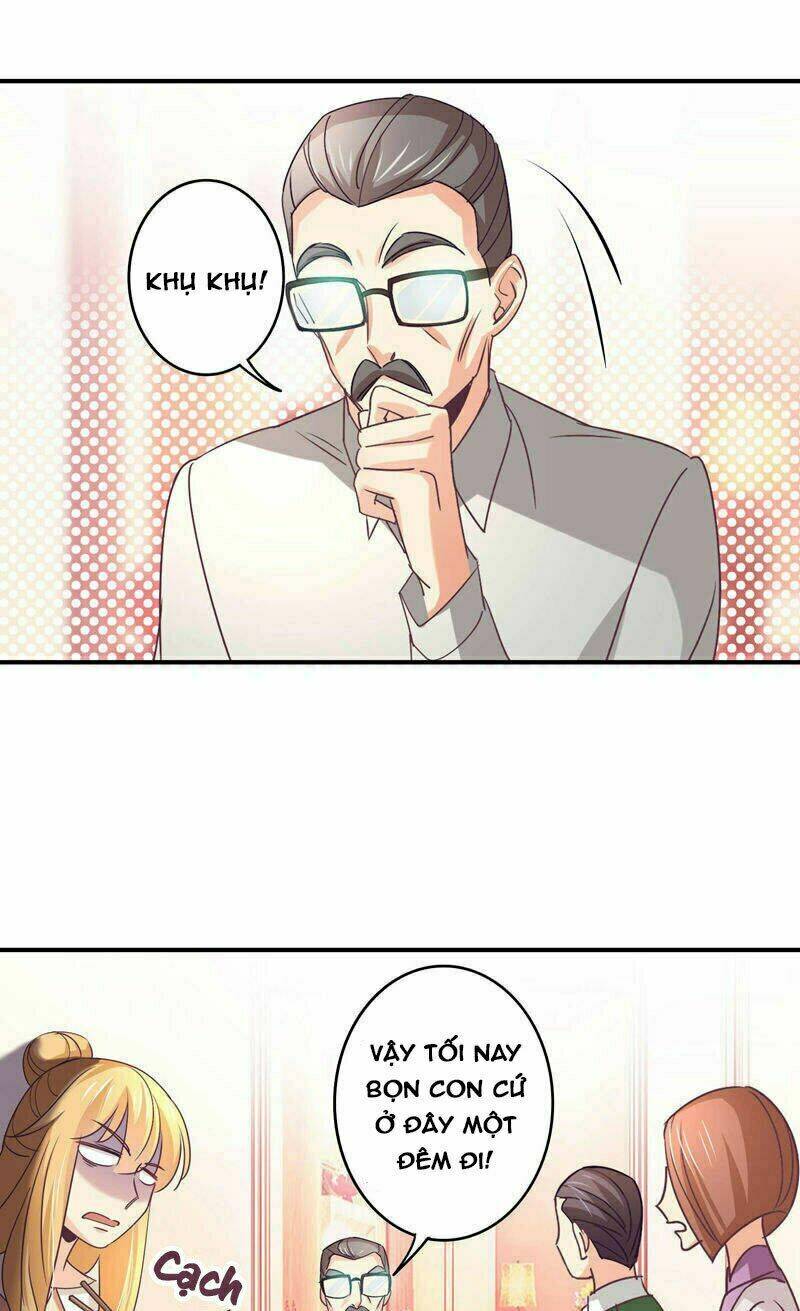 KHỤ KHỤ!
VẬY TỐI NAY
BỌN CON CỨ
Ở ĐÂY MỘT
ĐÊM ĐI!
Cạch